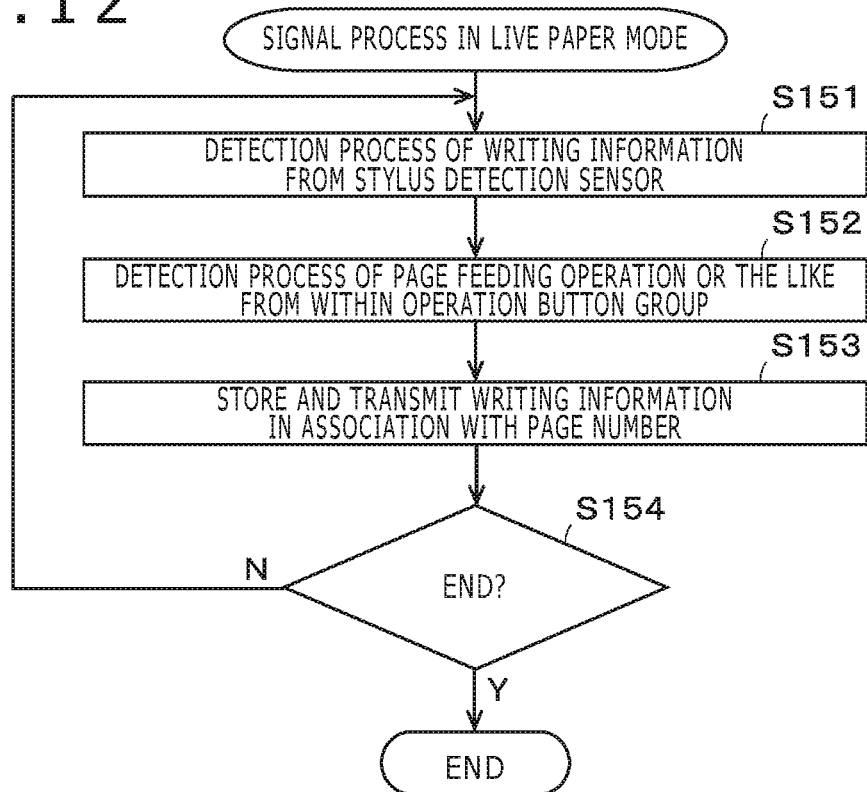 .12
SIGNAL PROCESS IN LIVE PAPER MODE
S151
DETECTION PROCESS OF WRITING INFORMATION
FROM STYLUS DETECTION SENSOR
S152
DETECTION PROCESS OF PAGE FEEDING OPERATION OR THE LIKE
FROM WITHIN OPERATION BUTTON GROUP
S153
STORE AND TRANSMIT WRITING INFORMATION
IN ASSOCIATION WITH PAGE NUMBER
S154
N
END?
Y
END